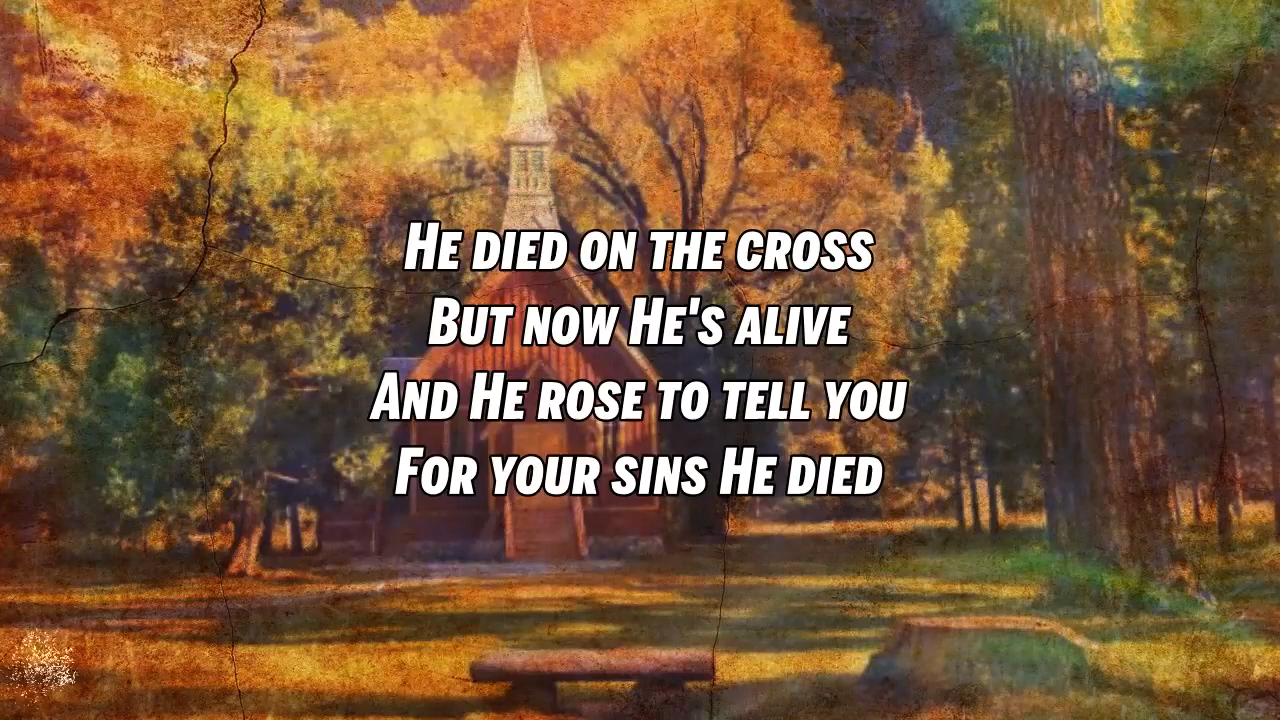 He died on the cross
But now He's alive
And He rose to tell you
For your sins He died